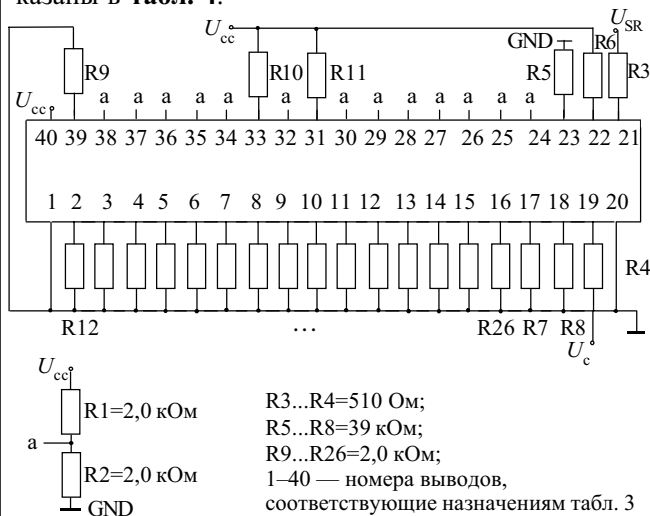 казаны в Табл. 4.
U_cc
U_SR
GND
R6
R9
R10
R11
R5
R3
U_cc
a a a a a a a a a a a a a
40 39 38 37 36 35 34 33 32 31 30 29 28 27 26 25 24 23 22 21
1 2 3 4 5 6 7 8 9 10 11 12 13 14 15 16 17 18 19 20
R4
R12 ... R26 R7 R8
U_c
U_cc
R1=2,0 кОм
a
R2=2,0 кОм
GND
R3...R4=510 Ом;
R5...R8=39 кОм;
R9...R26=2,0 кОм;
1–40 — номера выводов,
соответствующие назначениям табл. 3